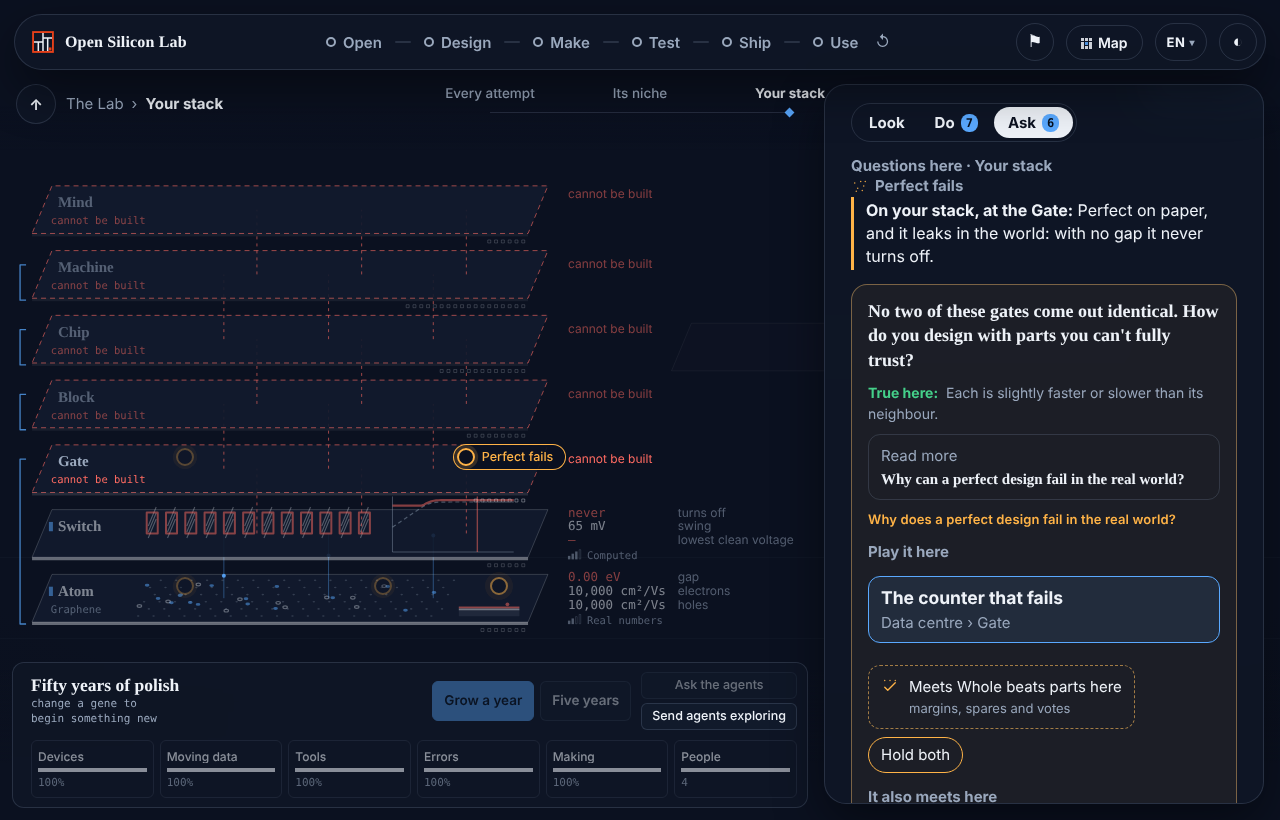 Open Silicon Lab
Open
Design
Make
Test
Ship
Use
Map
EN
The Lab › Your stack
Every attempt
Its niche
Your stack
Mind
cannot be built
cannot be built
Machine
cannot be built
cannot be built
Chip
cannot be built
cannot be built
Block
cannot be built
cannot be built
Gate
cannot be built
Perfect fails
cannot be built
Switch
never turns off
65 mV swing
— lowest clean voltage
Computed
Atom
Graphene
0.00 eV gap
10,000 cm²/Vs electrons
10,000 cm²/Vs holes
Real numbers
Fifty years of polish
change a gene to
begin something new
Grow a year
Five years
Ask the agents
Send agents exploring
Devices
100%
Moving data
100%
Tools
100%
Errors
100%
Making
100%
People
4
Look
Do 7
Ask 6
Questions here · Your stack
Perfect fails
On your stack, at the Gate: Perfect on paper,
and it leaks in the world: with no gap it never
turns off.
No two of these gates come out identical. How
do you design with parts you can't fully
trust?
True here: Each is slightly faster or slower than its
neighbour.
Read more
Why can a perfect design fail in the real world?
Why does a perfect design fail in the real world?
Play it here
The counter that fails
Data centre › Gate
Meets Whole beats parts here
margins, spares and votes
Hold both
It also meets here